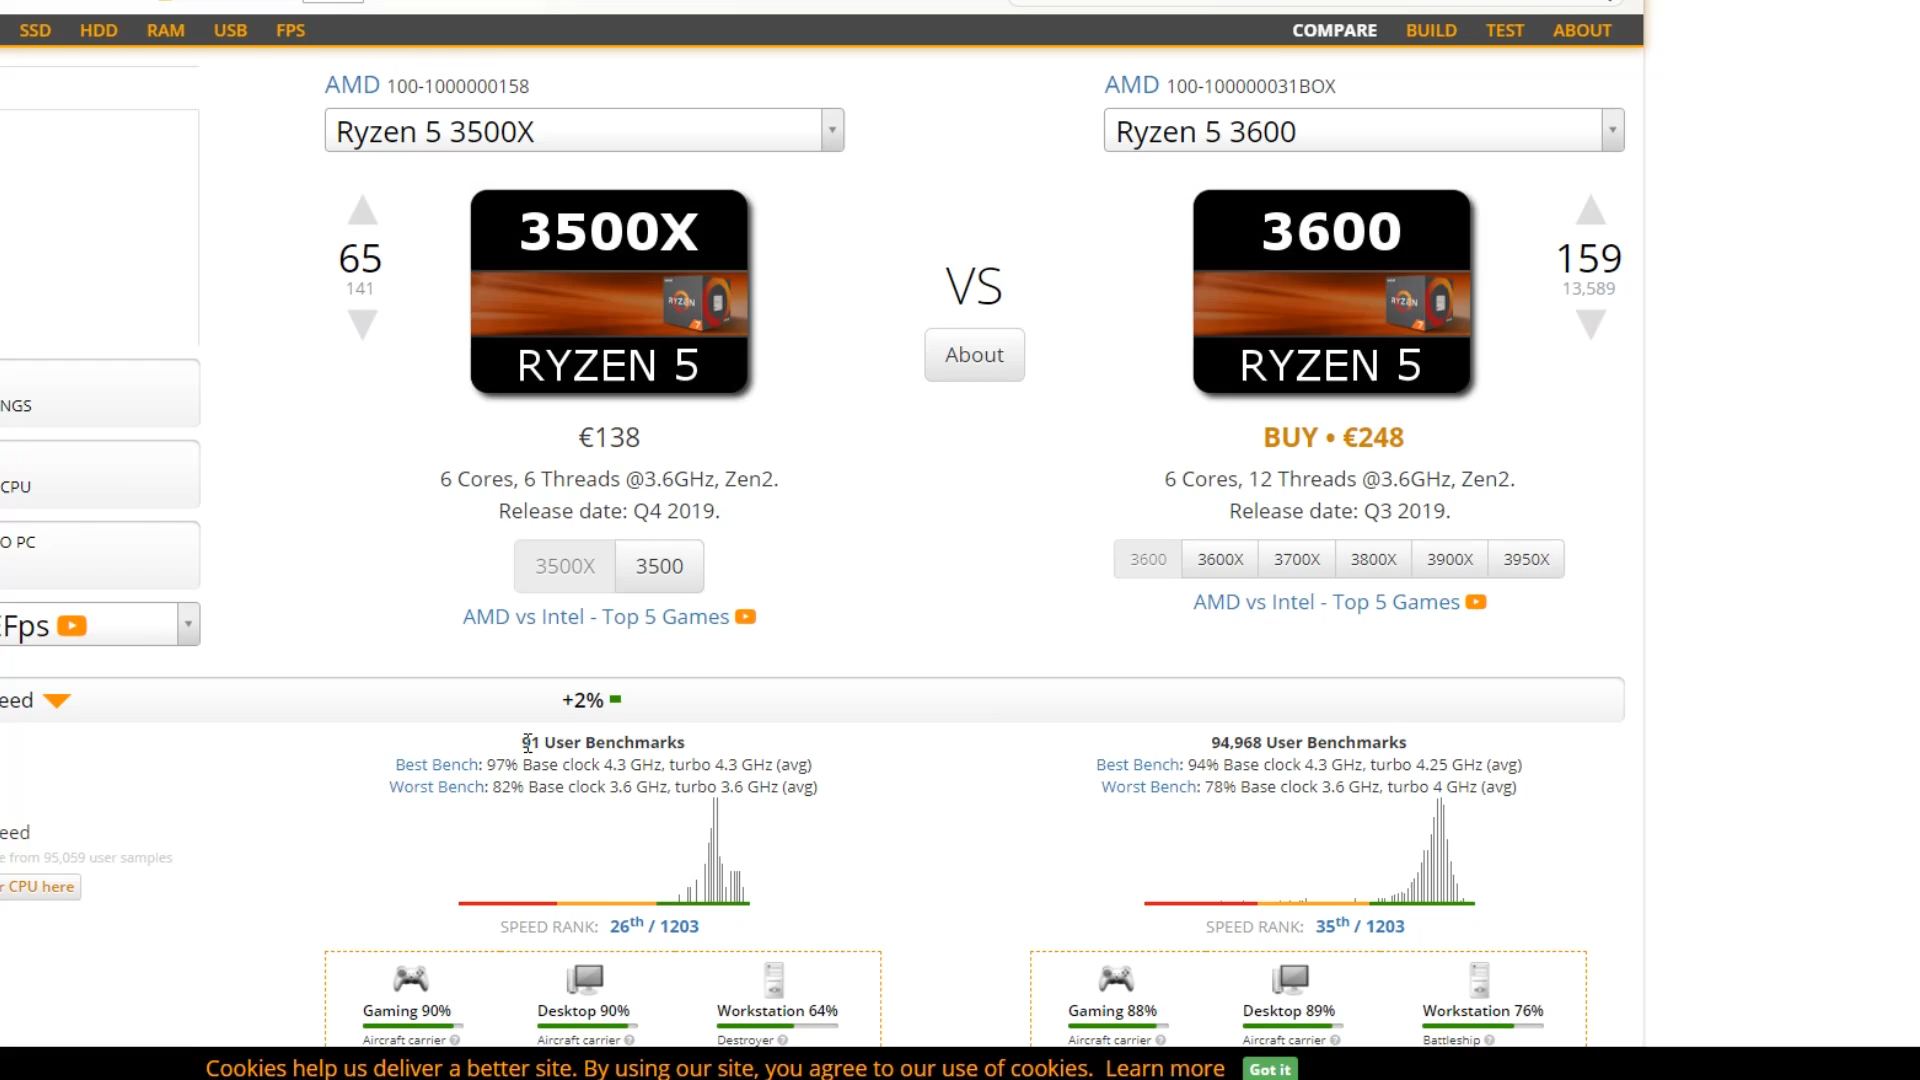 SSD HDD RAM USB FPS COMPARE BUILD TEST ABOUT
AMD 100-1000000158
Ryzen 5 3500X
AMD 100-100000031BOX
Ryzen 5 3600
65
141
3500X
RYZEN
7
RYZEN 5
VS
About
3600
RYZEN
7
RYZEN 5
159
13,589
€138
6 Cores, 6 Threads @3.6GHz, Zen2.
Release date: Q4 2019.
3500X 3500
AMD vs Intel - Top 5 Games
BUY • €248
6 Cores, 12 Threads @3.6GHz, Zen2.
Release date: Q3 2019.
3600 3600X 3700X 3800X 3900X 3950X
AMD vs Intel - Top 5 Games
NGS
CPU
O PC
Fps
eed
+2%
91 User Benchmarks
Best Bench: 97% Base clock 4.3 GHz, turbo 4.3 GHz (avg)
Worst Bench: 82% Base clock 3.6 GHz, turbo 3.6 GHz (avg)
SPEED RANK: 26th / 1203
94,968 User Benchmarks
Best Bench: 94% Base clock 4.3 GHz, turbo 4.25 GHz (avg)
Worst Bench: 78% Base clock 3.6 GHz, turbo 4 GHz (avg)
SPEED RANK: 35th / 1203
eed
e from 95,059 user samples
r CPU here
Gaming 90% Desktop 90% Workstation 64%
Aircraft carrier Aircraft carrier Destroyer
Gaming 88% Desktop 89% Workstation 76%
Aircraft carrier Aircraft carrier Battleship
Cookies help us deliver a better site. By using our site, you agree to our use of cookies. Learn more Got it